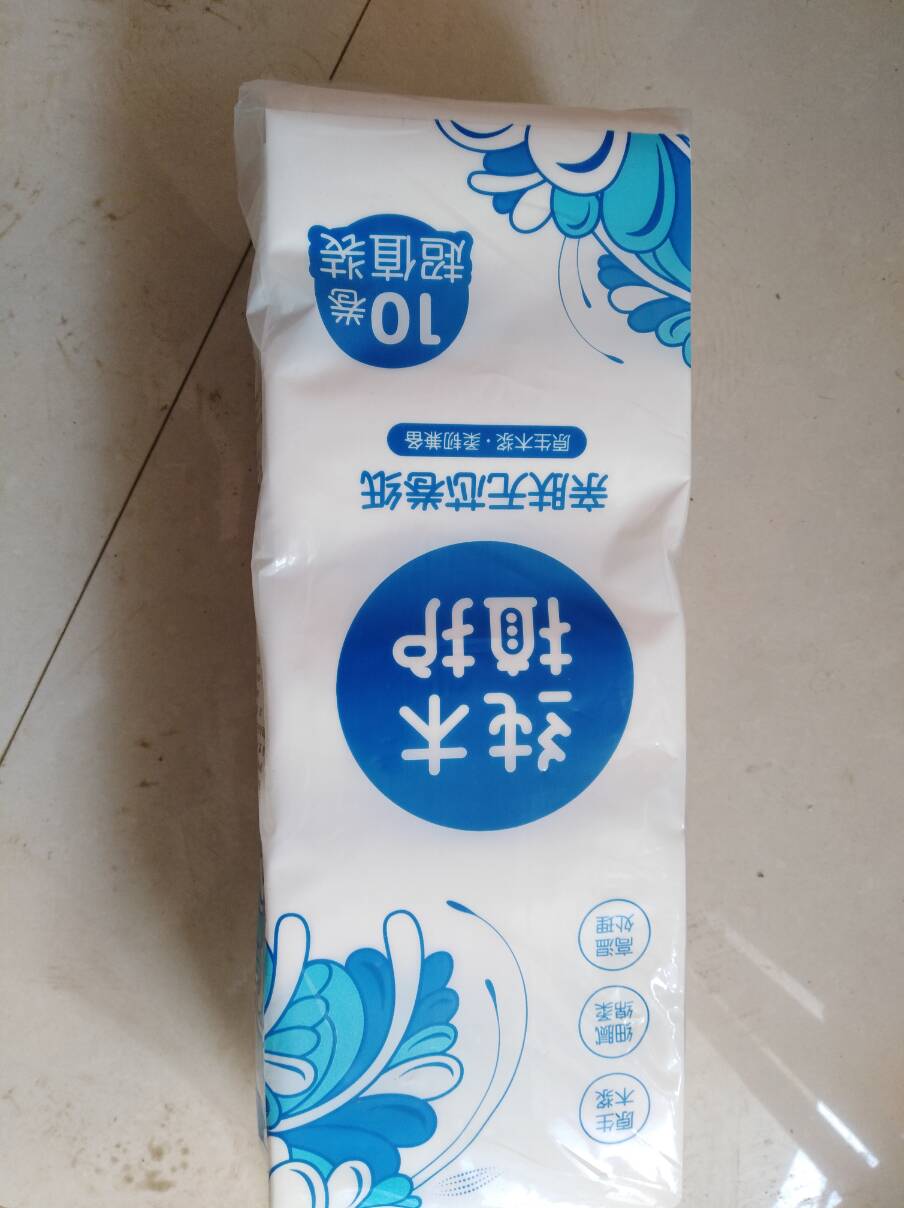 原生
木浆
细腻
绵柔
高温
处理
纯木
植护
亲肤无芯卷纸
原生木浆·柔韧兼备
10卷
超值装